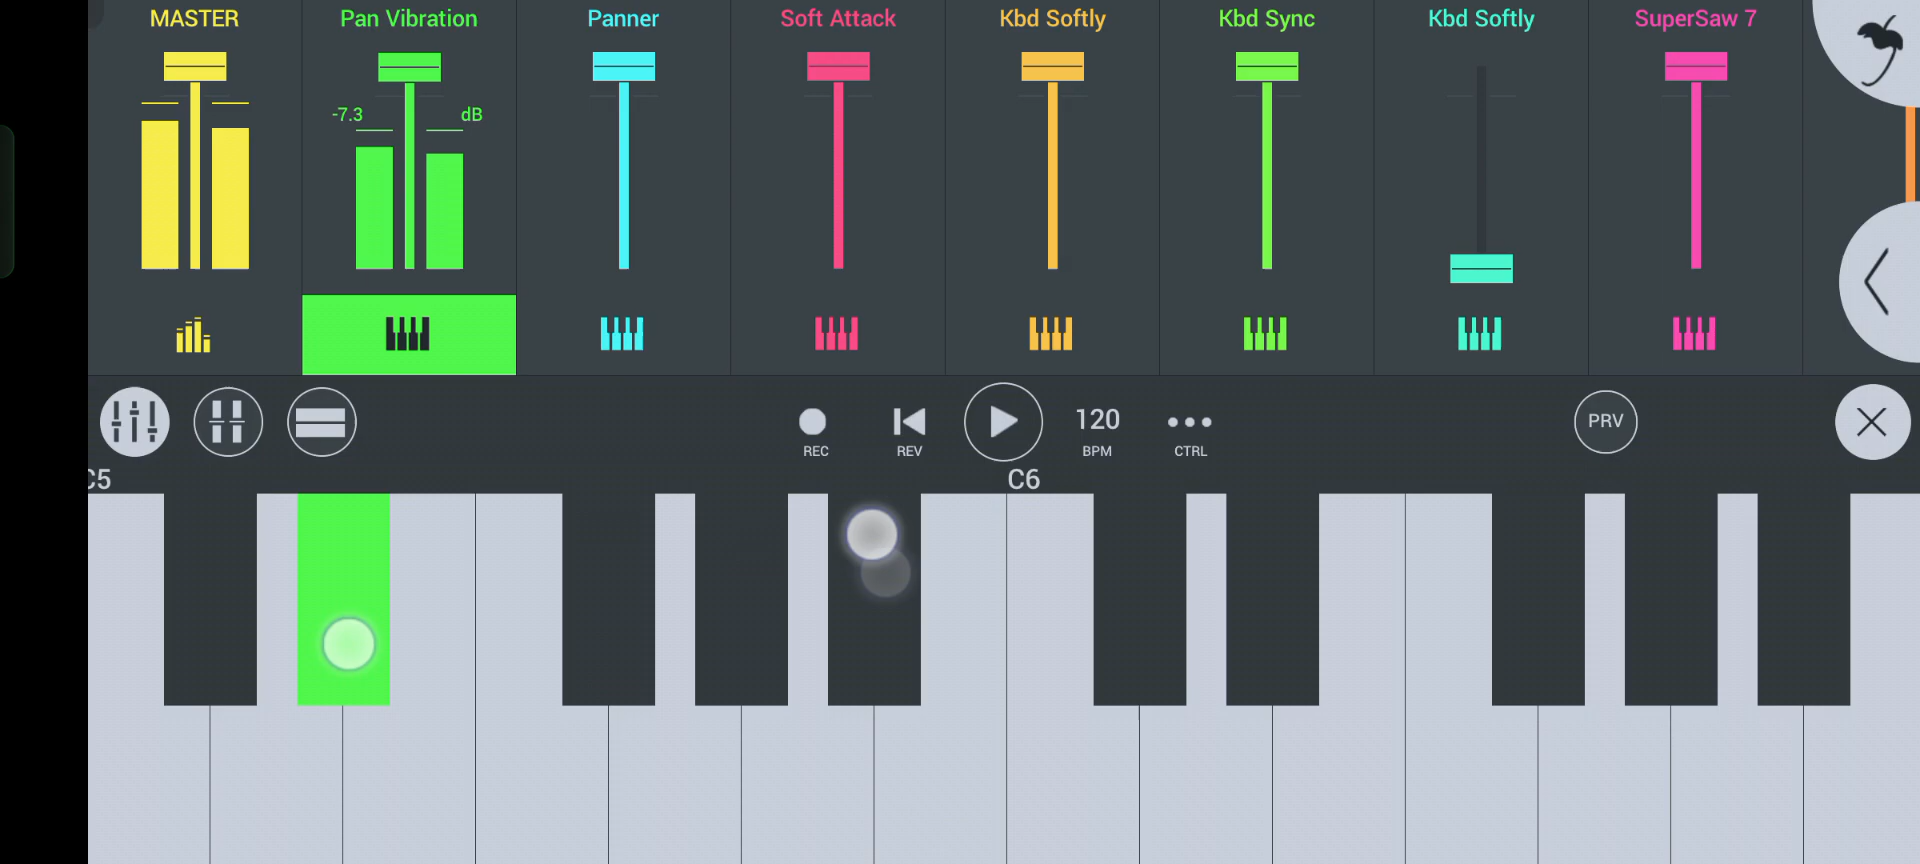 MASTER
Pan Vibration
Panner
Soft Attack
Kbd Softly
Kbd Sync
Kbd Softly
SuperSaw 7
-7.3 dB
REC
REV
120
BPM
CTRL
PRV
C5
C6